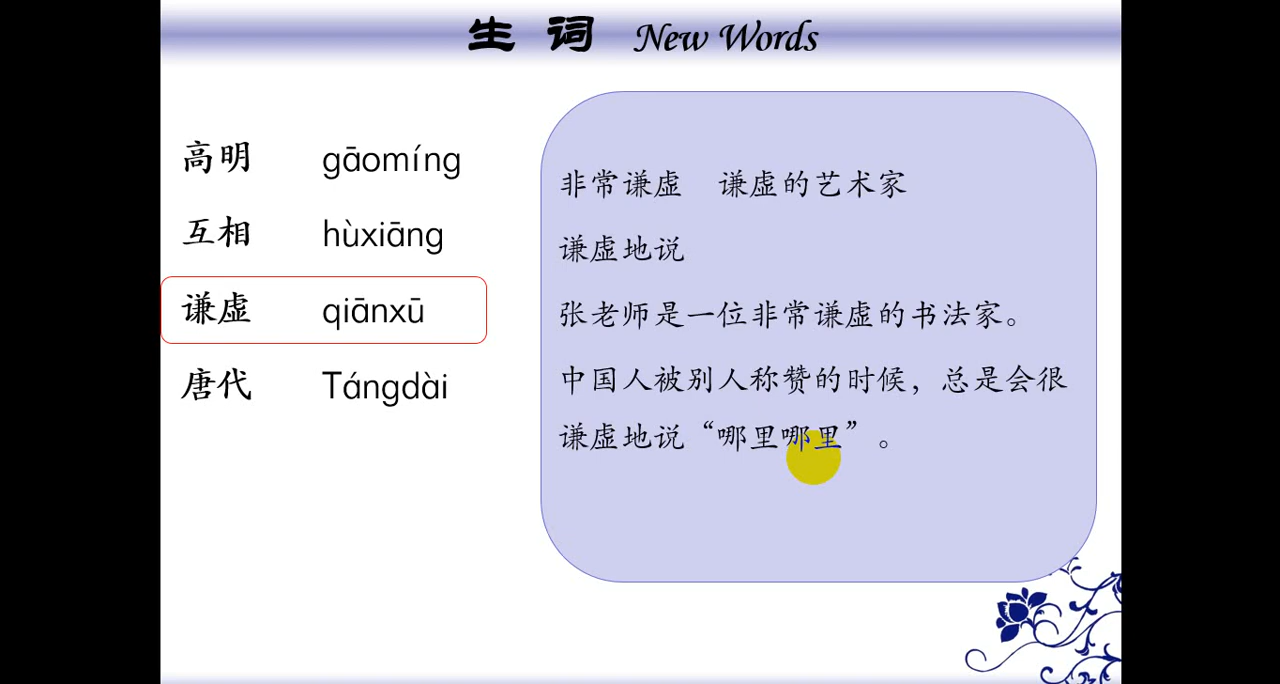 生 词 New Words
高明 gāomíng
互相 hùxiāng
谦虚 qiānxū
唐代 Tángdài
非常谦虚 谦虚的艺术家
谦虚地说
张老师是一位非常谦虚的书法家。
中国人被别人称赞的时候，总是会很
谦虚地说“哪里哪里”。